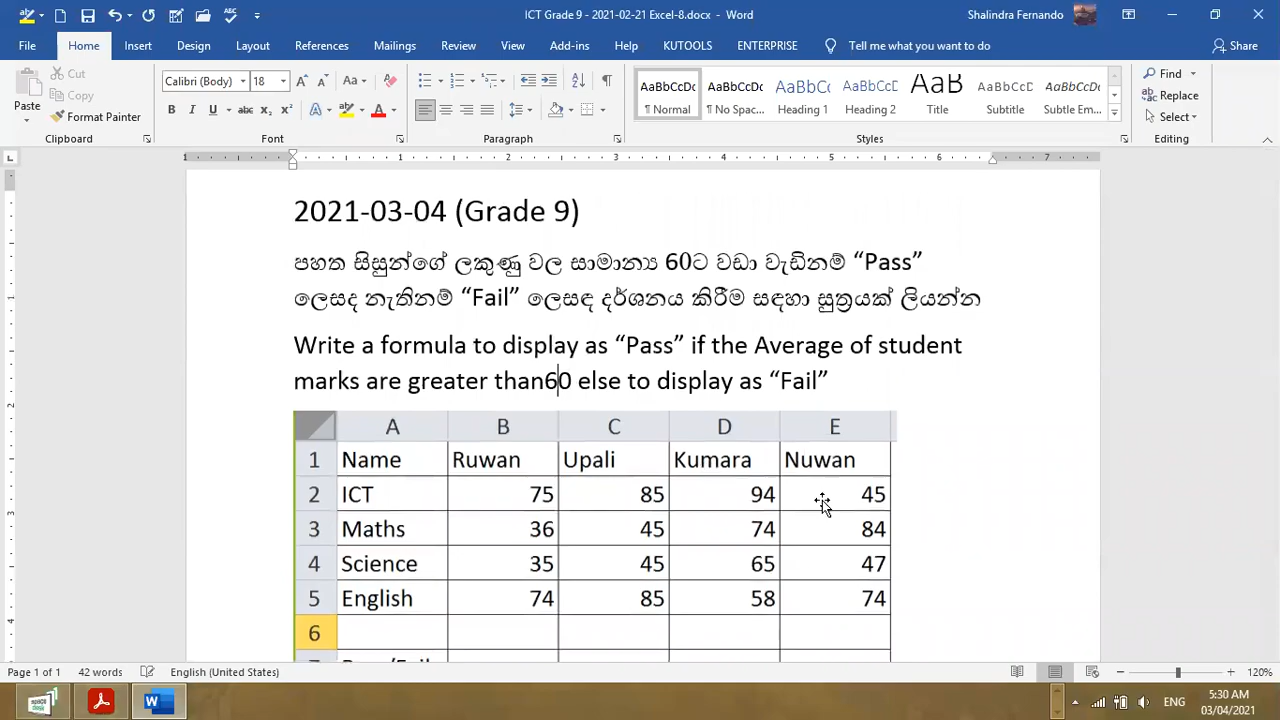 ICT Grade 9 - 2021-02-21 Excel-8.docx - Word
Shalindra Fernando
File Home Insert Design Layout References Mailings Review View Add-ins Help KUTOOLS ENTERPRISE Tell me what you want to do Share
Paste
Cut
Copy
Format Painter
Clipboard
Calibri (Body) 18
Font
Paragraph
AaBbCcDc ¶ Normal
AaBbCcDc ¶ No Spac...
AaBbCc Heading 1
AaBbCcC Heading 2
AaB Title
AaBbCcD Subtitle
AaBbCcDc Subtle Em...
Styles
Find
Replace
Select
Editing
2021-03-04 (Grade 9)
පහත සිසුන්ගේ ලකුණු වල සාමාන්‍ය 60ට වඩා වැඩිනම් “Pass”
ලෙසද නැතිනම් “Fail” ලෙසඳ දර්ශනය කිරීම සඳහා සුත්‍රයක් ලියන්න
Write a formula to display as “Pass” if the Average of student
marks are greater than60 else to display as “Fail”
A B C D E
1 Name Ruwan Upali Kumara Nuwan
2 ICT 75 85 94 45
3 Maths 36 45 74 84
4 Science 35 45 65 47
5 English 74 85 58 74
6
Page 1 of 1 42 words English (United States) 120%
ENG
5:30 AM
03/04/2021